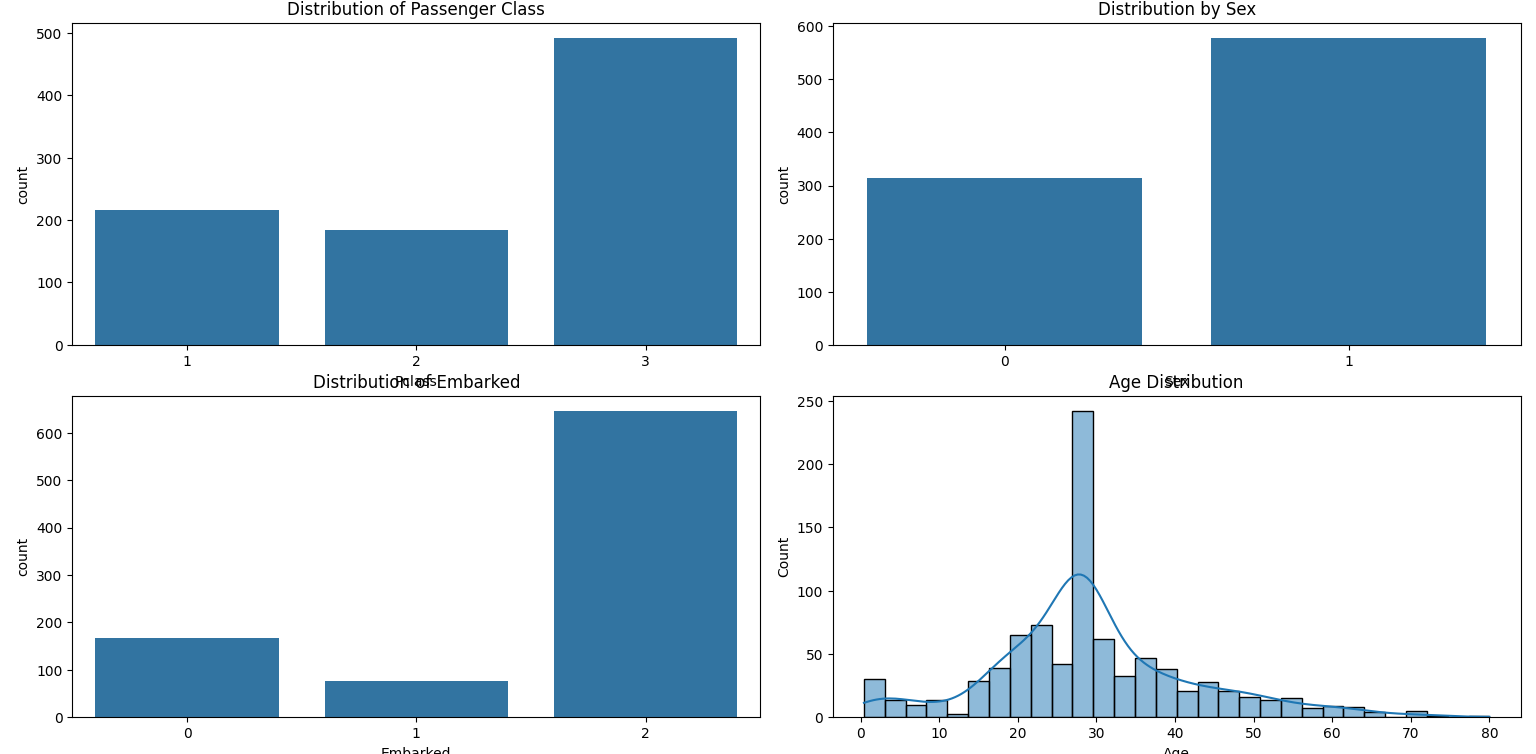 Distribution of Passenger Class
count
500
400
300
200
100
0
1 2 3
Pclass
Distribution by Sex
count
600
500
400
300
200
100
0
0 1
Sex
Distribution of Embarked
count
600
500
400
300
200
100
0
0 1 2
Embarked
Age Distribution
Count
250
200
150
100
50
0
0 10 20 30 40 50 60 70 80
Age